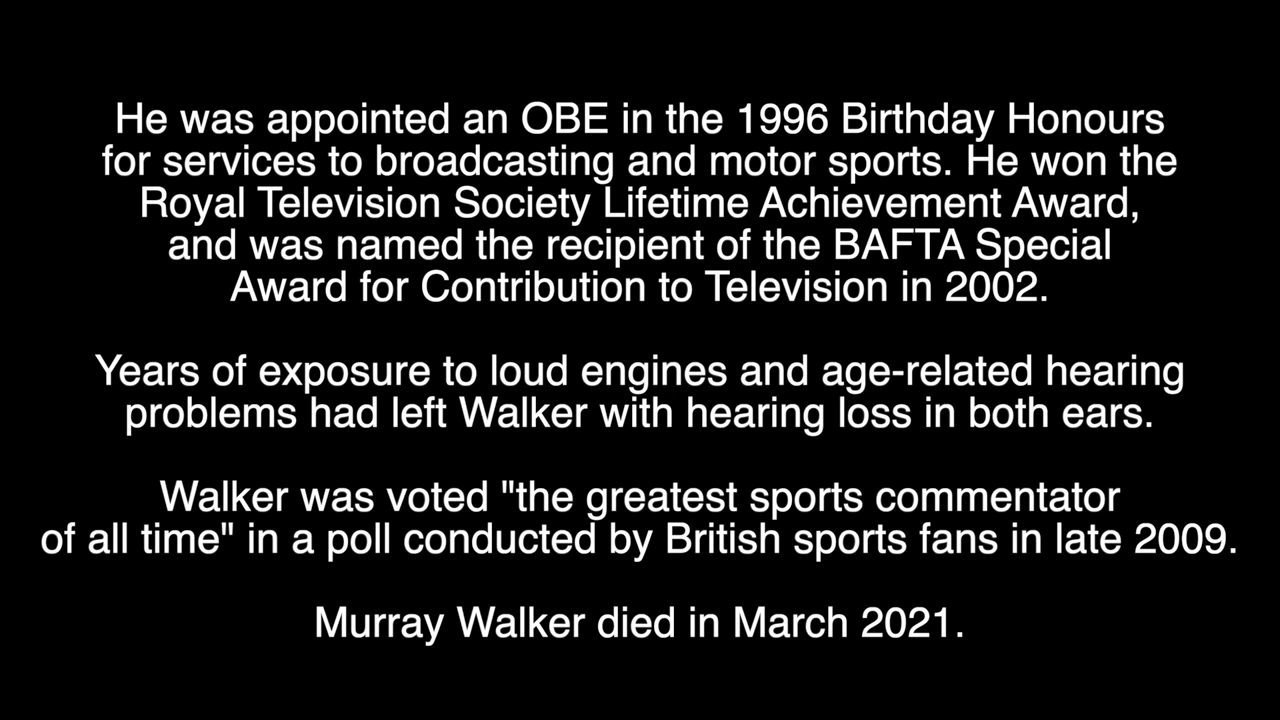 He was appointed an OBE in the 1996 Birthday Honours
for services to broadcasting and motor sports. He won the
Royal Television Society Lifetime Achievement Award,
and was named the recipient of the BAFTA Special
Award for Contribution to Television in 2002.
Years of exposure to loud engines and age-related hearing
problems had left Walker with hearing loss in both ears.
Walker was voted "the greatest sports commentator
of all time" in a poll conducted by British sports fans in late 2009.
Murray Walker died in March 2021.